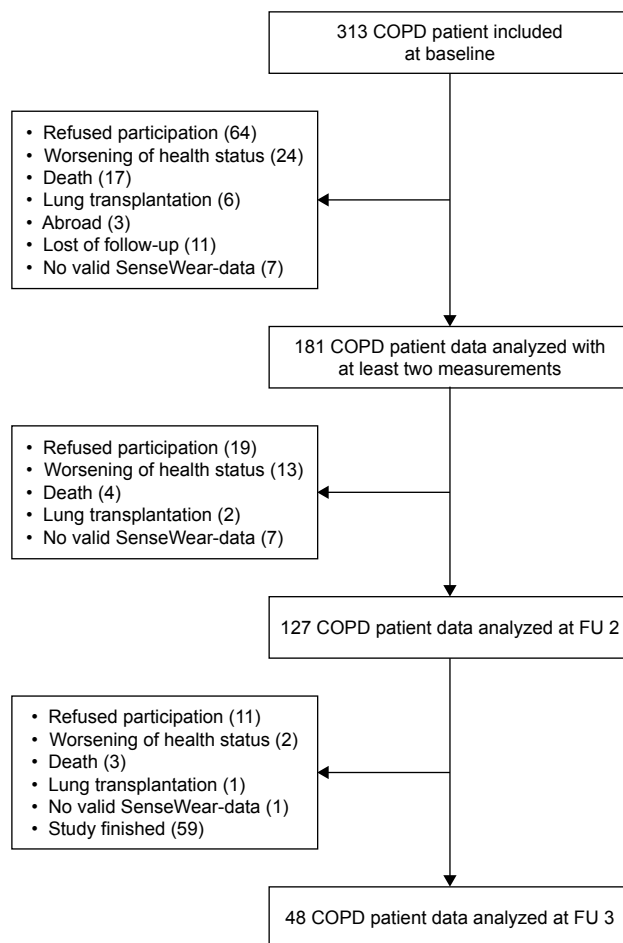 313 COPD patient included
at baseline
• Refused participation (64)
• Worsening of health status (24)
• Death (17)
• Lung transplantation (6)
• Abroad (3)
• Lost of follow-up (11)
• No valid SenseWear-data (7)
181 COPD patient data analyzed with
at least two measurements
• Refused participation (19)
• Worsening of health status (13)
• Death (4)
• Lung transplantation (2)
• No valid SenseWear-data (7)
127 COPD patient data analyzed at FU 2
• Refused participation (11)
• Worsening of health status (2)
• Death (3)
• Lung transplantation (1)
• No valid SenseWear-data (1)
• Study finished (59)
48 COPD patient data analyzed at FU 3